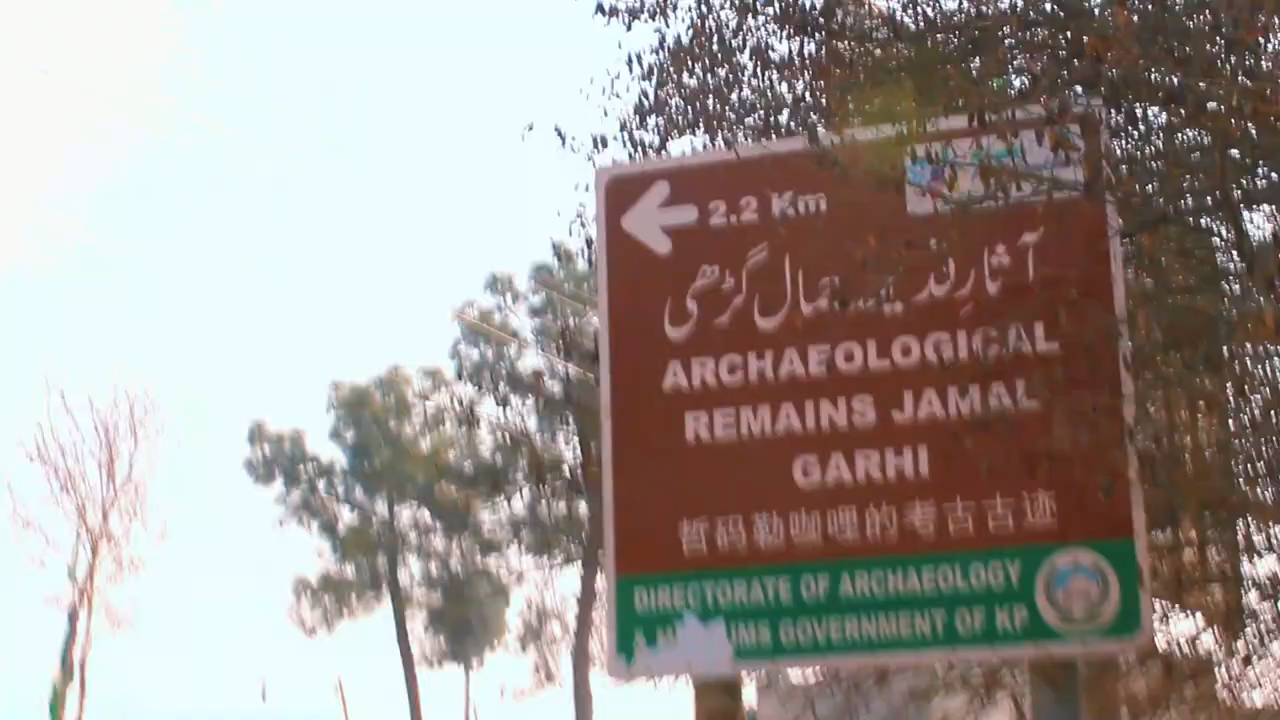 2.2 Km
آثارِ قدیمہ جمال گڑھی
ARCHAEOLOGICAL
REMAINS JAMAL
GARHI
哲码勒咖哩的考古古迹
DIRECTORATE OF ARCHAEOLOGY
& GOVERNMENT OF KP